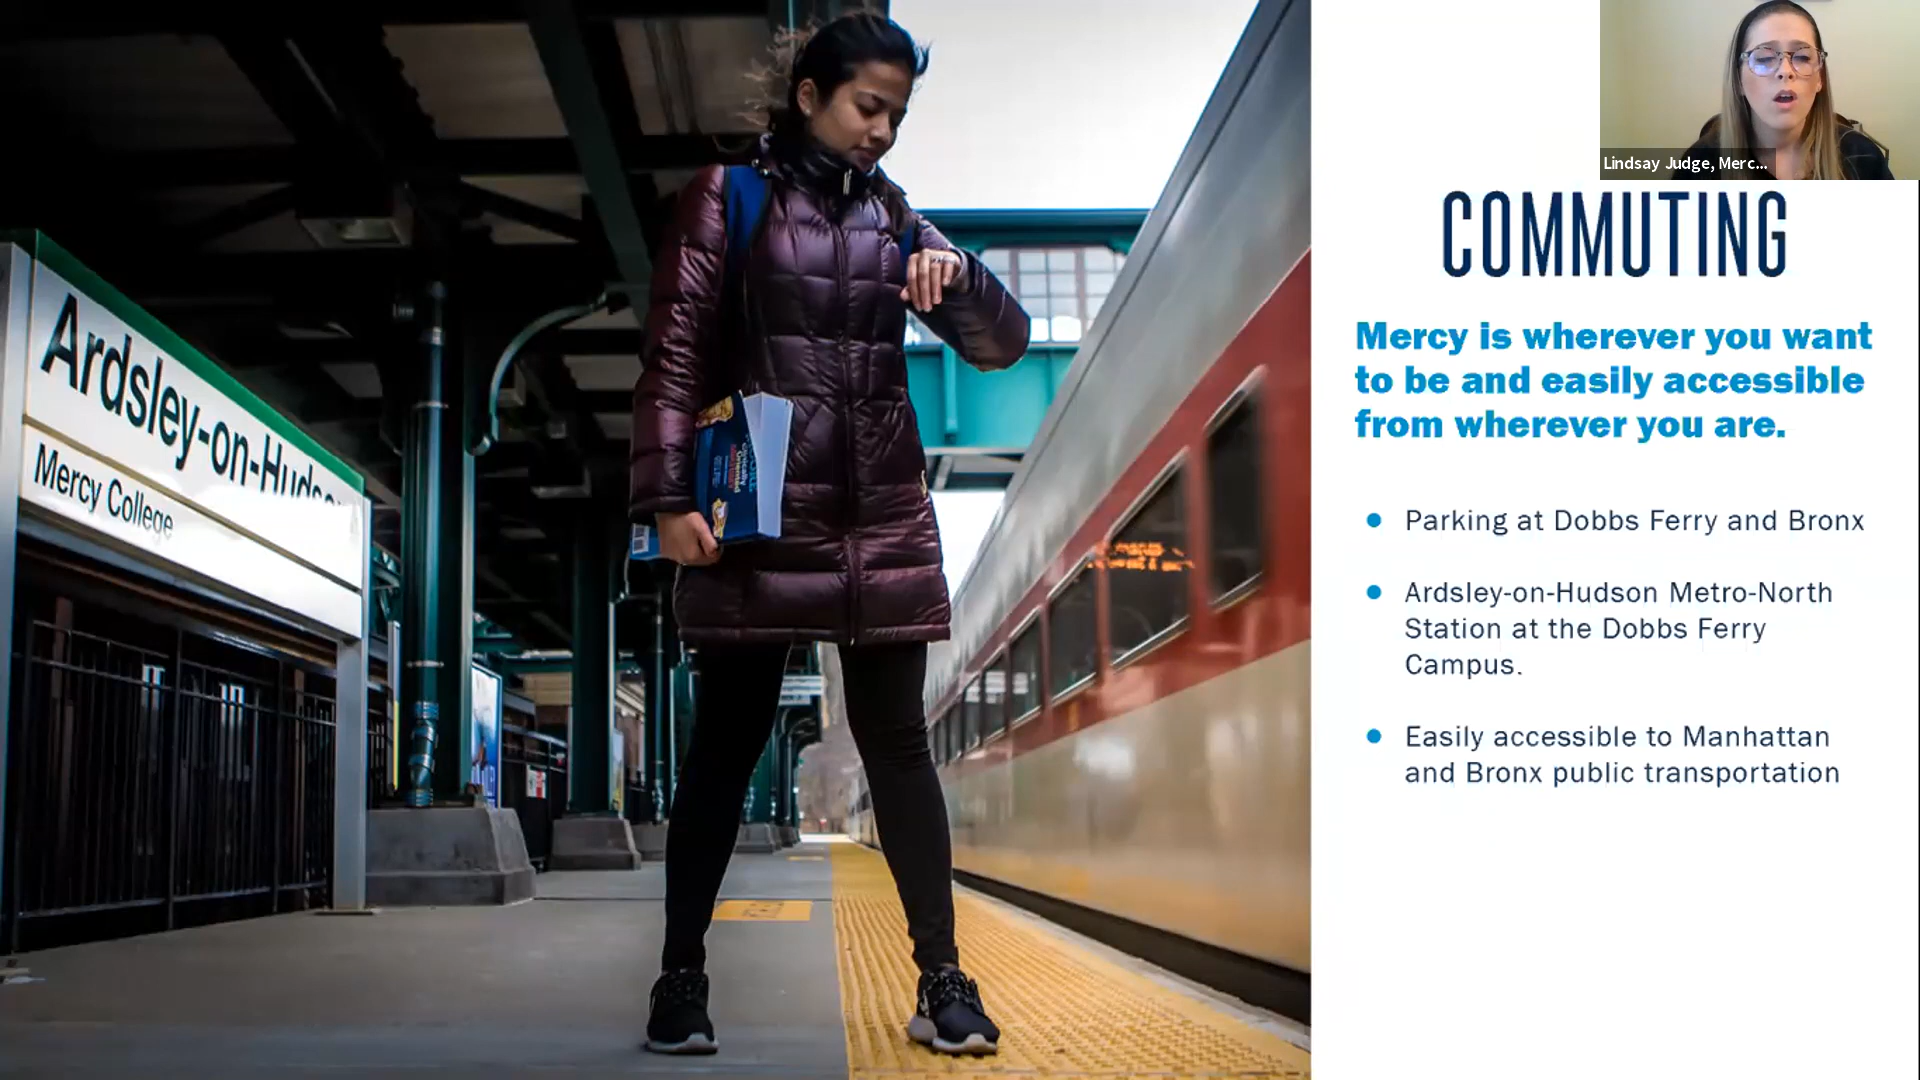 Lindsay Judge, Merc...
COMMUTING
Mercy is wherever you want
to be and easily accessible
from wherever you are.
Parking at Dobbs Ferry and Bronx
Ardsley-on-Hudson Metro-North
Station at the Dobbs Ferry
Campus.
Easily accessible to Manhattan
and Bronx public transportation
Ardsley-on-Hudson
Mercy College
Clinically
Oriented